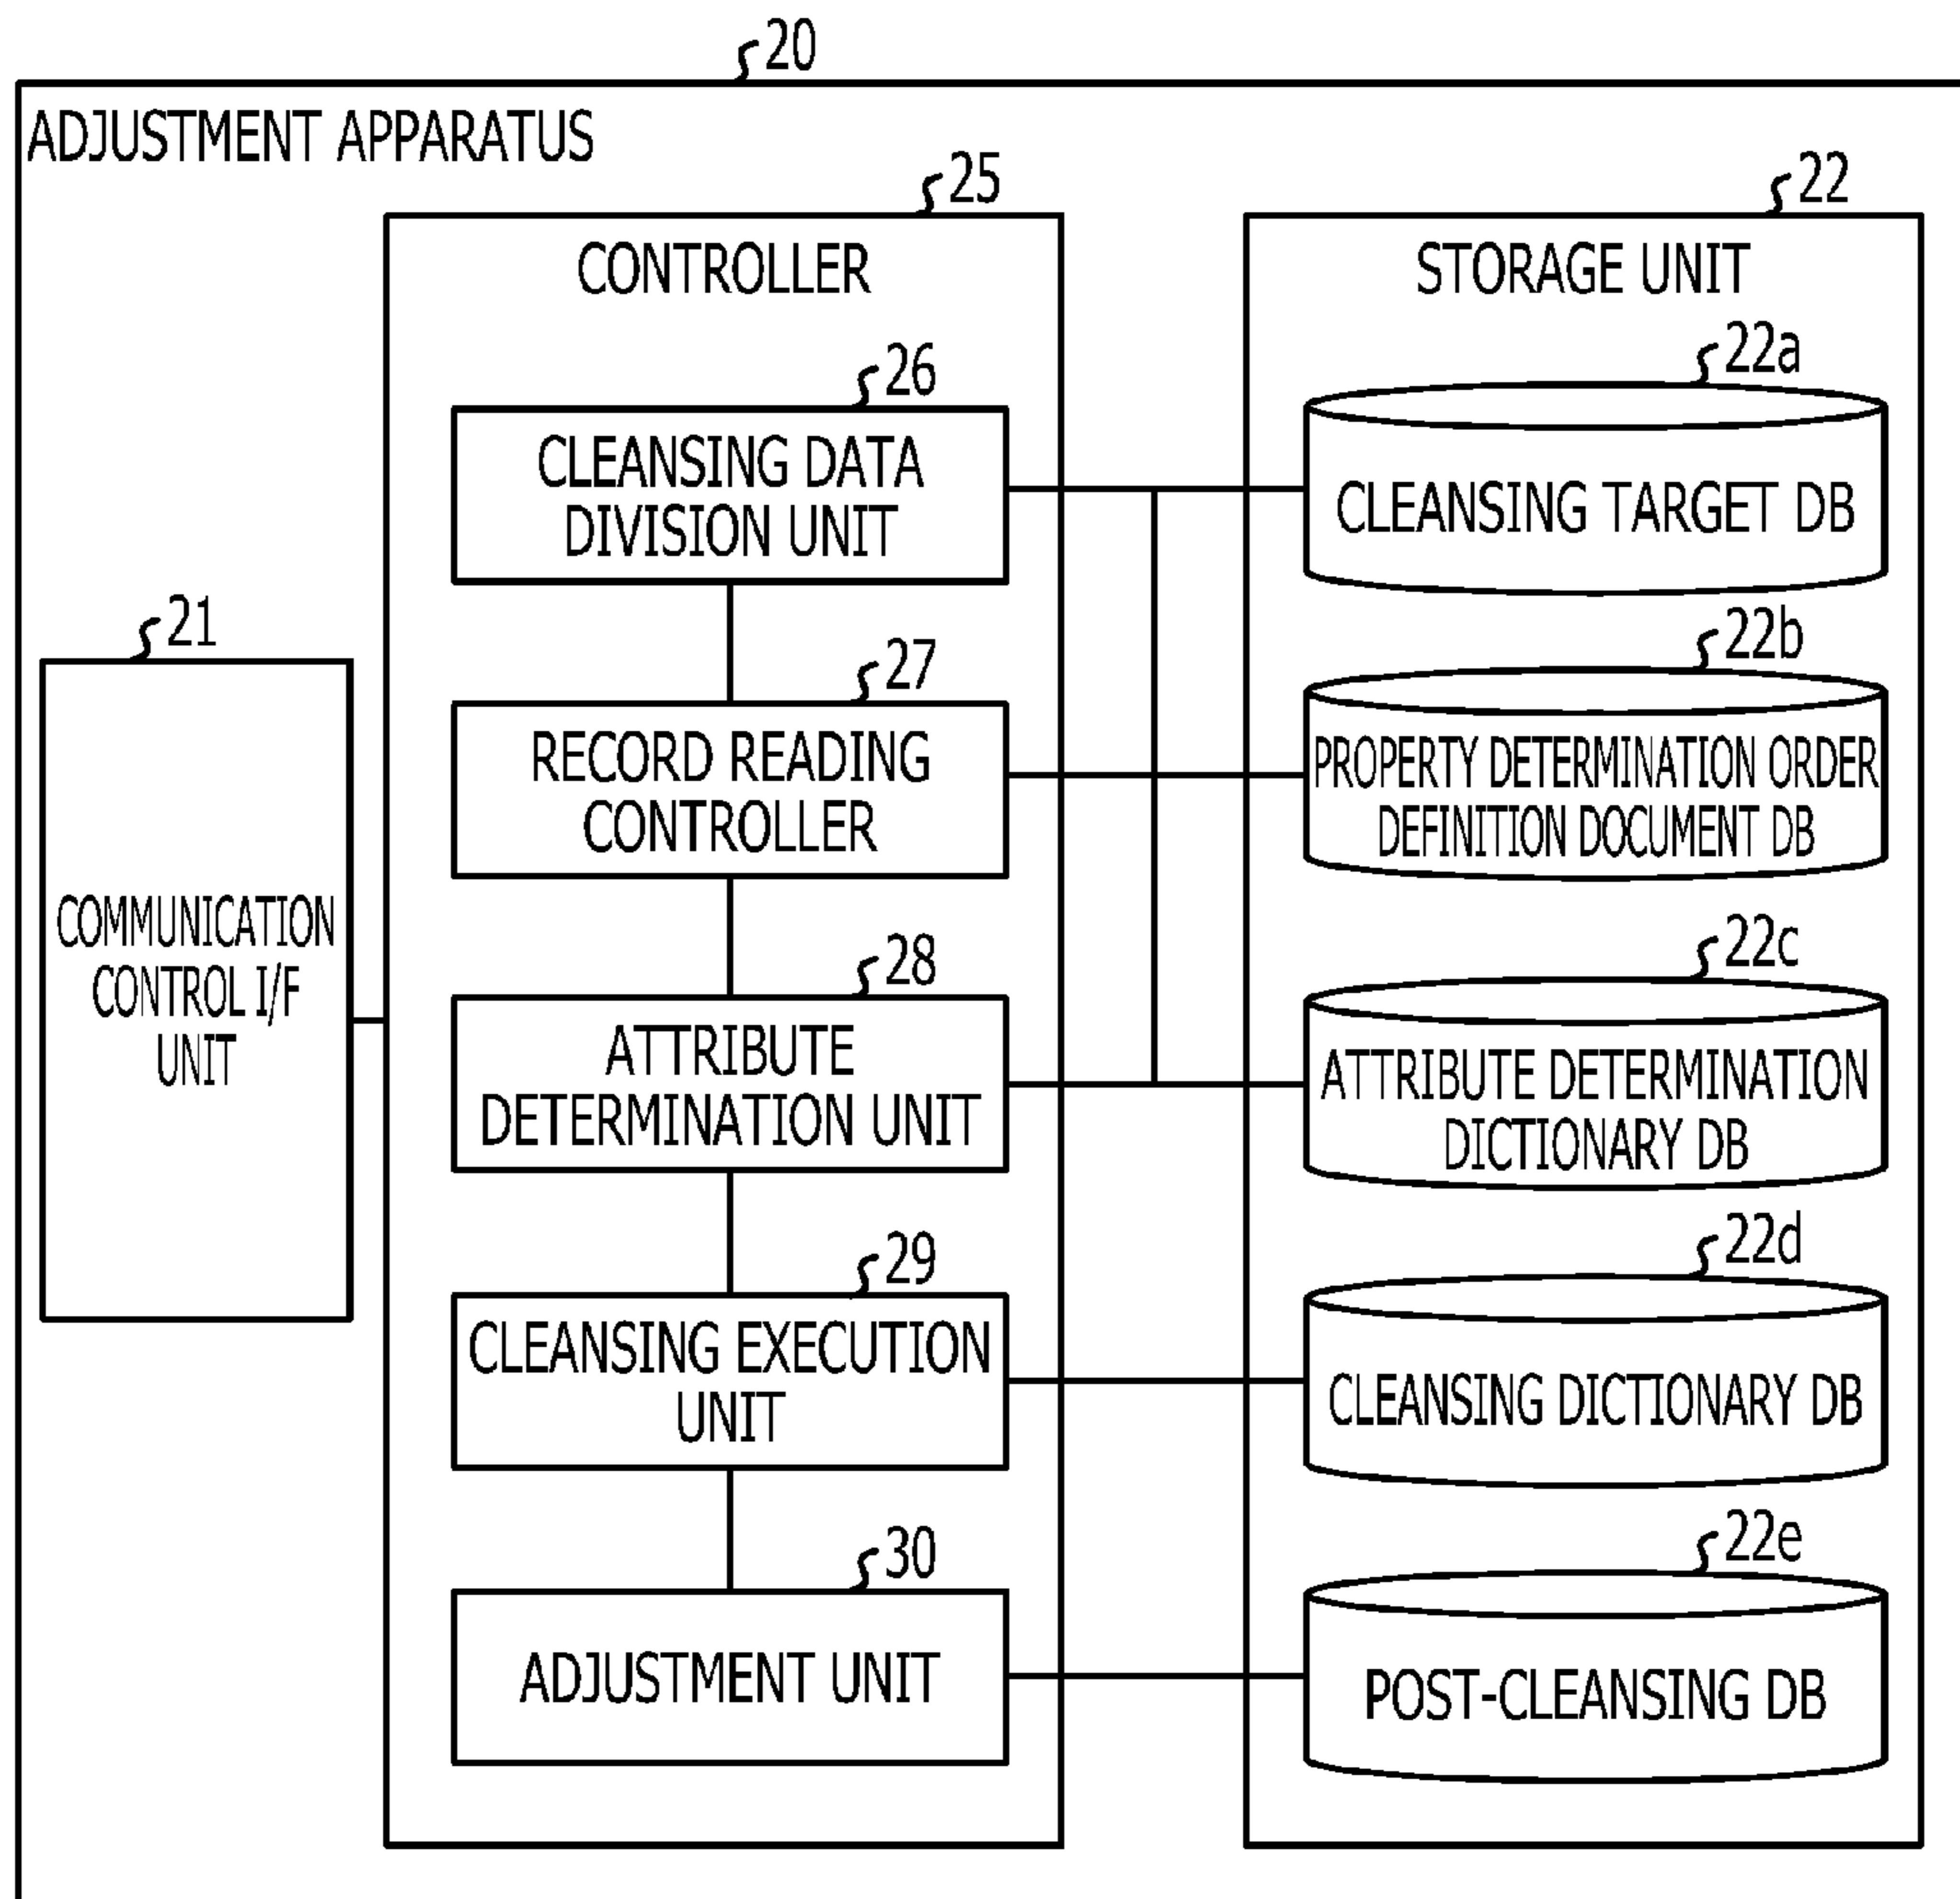 20
ADJUSTMENT APPARATUS
25
CONTROLLER
26
CLEANSING DATA
DIVISION UNIT
27
RECORD READING
CONTROLLER
28
ATTRIBUTE
DETERMINATION UNIT
29
CLEANSING EXECUTION
UNIT
30
ADJUSTMENT UNIT
21
COMMUNICATION
CONTROL I/F
UNIT
22
STORAGE UNIT
22a
CLEANSING TARGET DB
22b
PROPERTY DETERMINATION ORDER
DEFINITION DOCUMENT DB
22c
ATTRIBUTE DETERMINATION
DICTIONARY DB
22d
CLEANSING DICTIONARY DB
22e
POST-CLEANSING DB